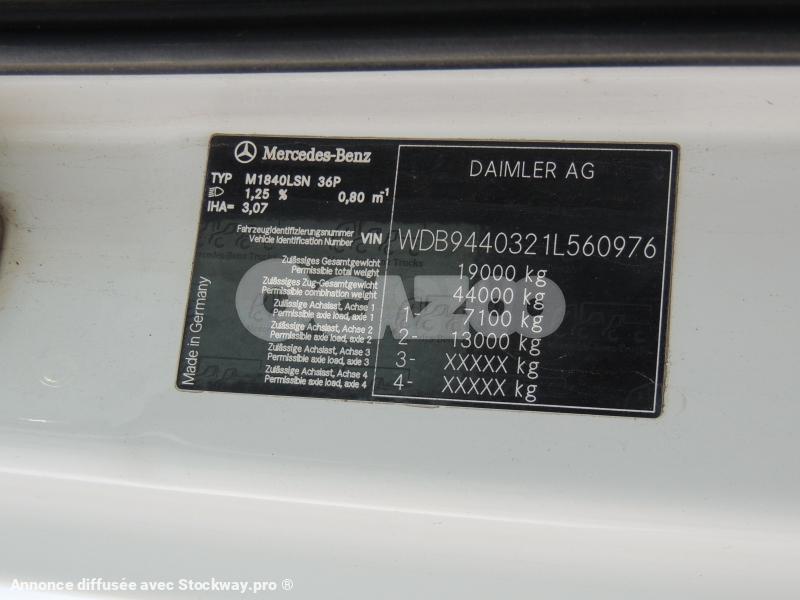 Mercedes-Benz
DAIMLER AG
TYP M1840LSN 36P
1,25 % 0,80 m⁻¹
IHA= 3,07
Fahrzeugidentifizierungsnummer
Vehicle Identification Number VIN WDB9440321L560976
Zulässiges Gesamtgewicht
Permissible total weight 19000 kg
Zulässiges Zug-Gesamtgewicht
Permissible combination weight 44000 kg
Zulässige Achslast, Achse 1
Permissible axle load, axle 1 1- 7100 kg
Zulässige Achslast, Achse 2
Permissible axle load, axle 2 2- 13000 kg
Zulässige Achslast, Achse 3
Permissible axle load, axle 3 3- XXXXX kg
Zulässige Achslast, Achse 4
Permissible axle load, axle 4 4- XXXXX kg
Made in Germany
Annonce diffusée avec Stockway.pro ®